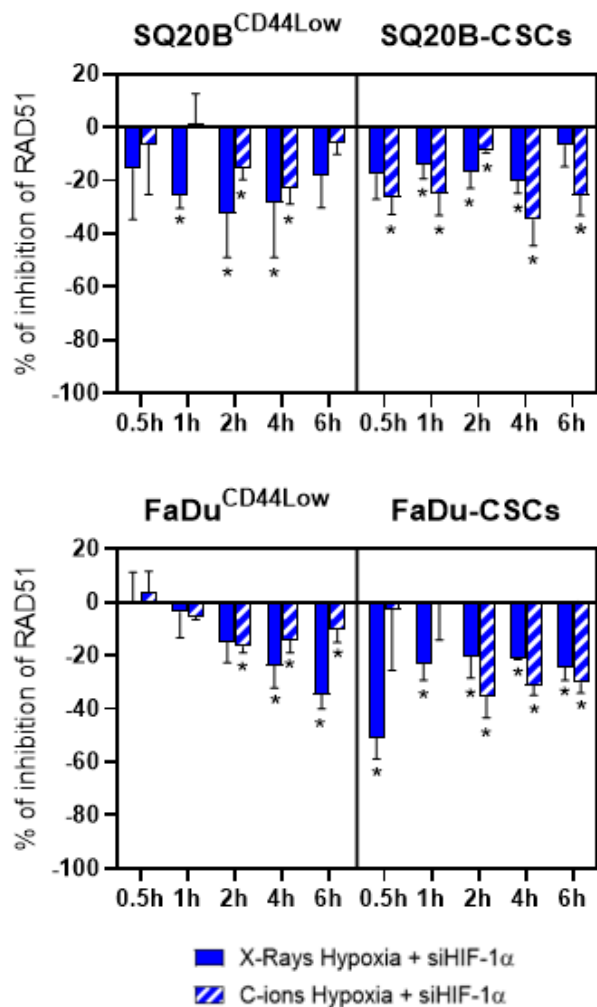 SQ20B^CD44Low SQ20B-CSCs
% of inhibition of RAD51
20
0
-20
-40
-60
-80
-100
* * * * * * * * * * * * *
0.5h 1h 2h 4h 6h 0.5h 1h 2h 4h 6h
FaDu^CD44Low FaDu-CSCs
% of inhibition of RAD51
20
0
-20
-40
-60
-80
-100
* * * * * * * * * * * * *
0.5h 1h 2h 4h 6h 0.5h 1h 2h 4h 6h
X-Rays Hypoxia + siHIF-1α
C-ions Hypoxia + siHIF-1α